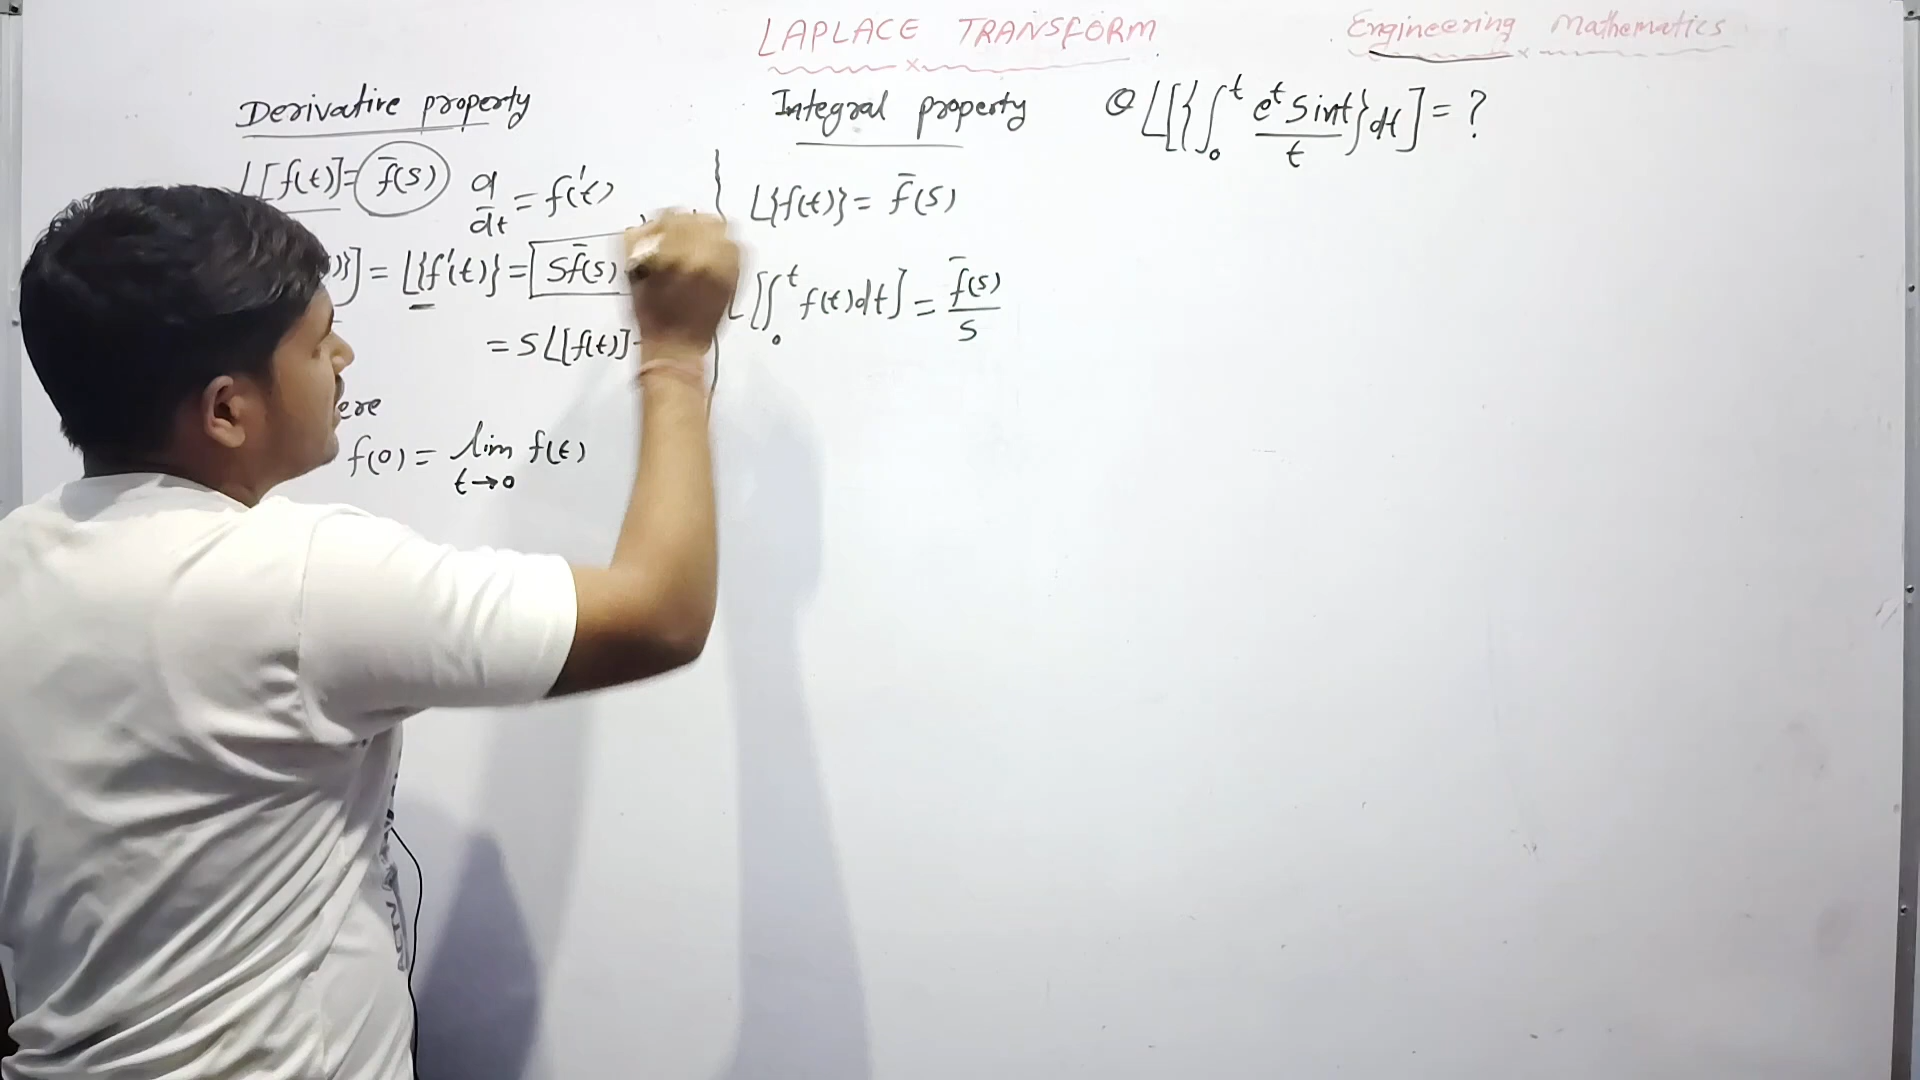 LAPLACE TRANSFORM
Engineering Mathematics
Derivative property
L[f(t)] = f̄(s)
d/dt = f'(t)
)}] = L{f'(t)} = Sf̄(s)
= S L[f(t)] -
ere
f(0) = lim f(t)
t→0
Integral property
L{f(t)} = f̄(s)
L[∫₀ᵗ f(t)dt] = f̄(s)/s
Q L[{∫₀ᵗ eᵗ Sint/t}dt] = ?